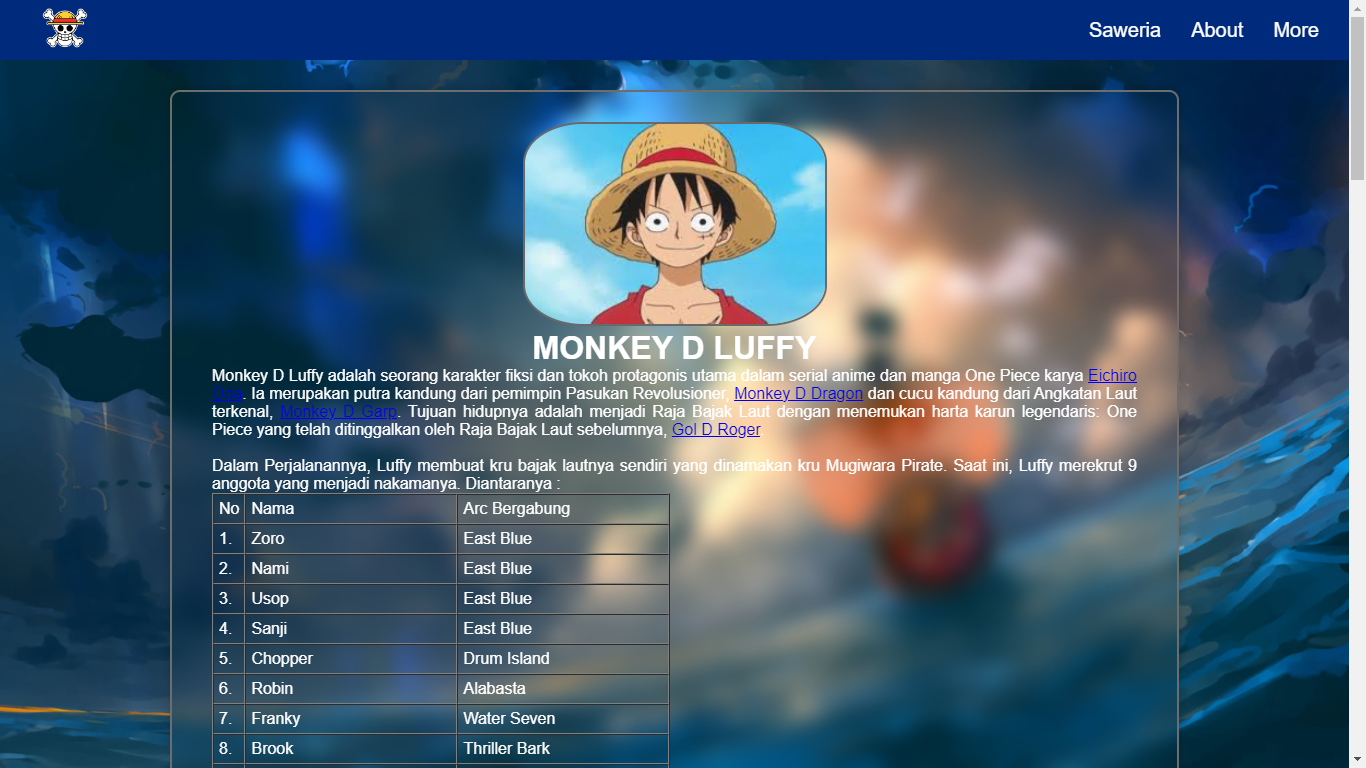 Saweria About More
MONKEY D LUFFY
Monkey D Luffy adalah seorang karakter fiksi dan tokoh protagonis utama dalam serial anime dan manga One Piece karya Eichiro
Oda. Ia merupakan putra kandung dari pemimpin Pasukan Revolusioner, Monkey D Dragon dan cucu kandung dari Angkatan Laut
terkenal, Monkey D Garp. Tujuan hidupnya adalah menjadi Raja Bajak Laut dengan menemukan harta karun legendaris: One
Piece yang telah ditinggalkan oleh Raja Bajak Laut sebelumnya, Gol D Roger
Dalam Perjalanannya, Luffy membuat kru bajak lautnya sendiri yang dinamakan kru Mugiwara Pirate. Saat ini, Luffy merekrut 9
anggota yang menjadi nakamanya. Diantaranya :
No Nama Arc Bergabung
1. Zoro East Blue
2. Nami East Blue
3. Usop East Blue
4. Sanji East Blue
5. Chopper Drum Island
6. Robin Alabasta
7. Franky Water Seven
8. Brook Thriller Bark